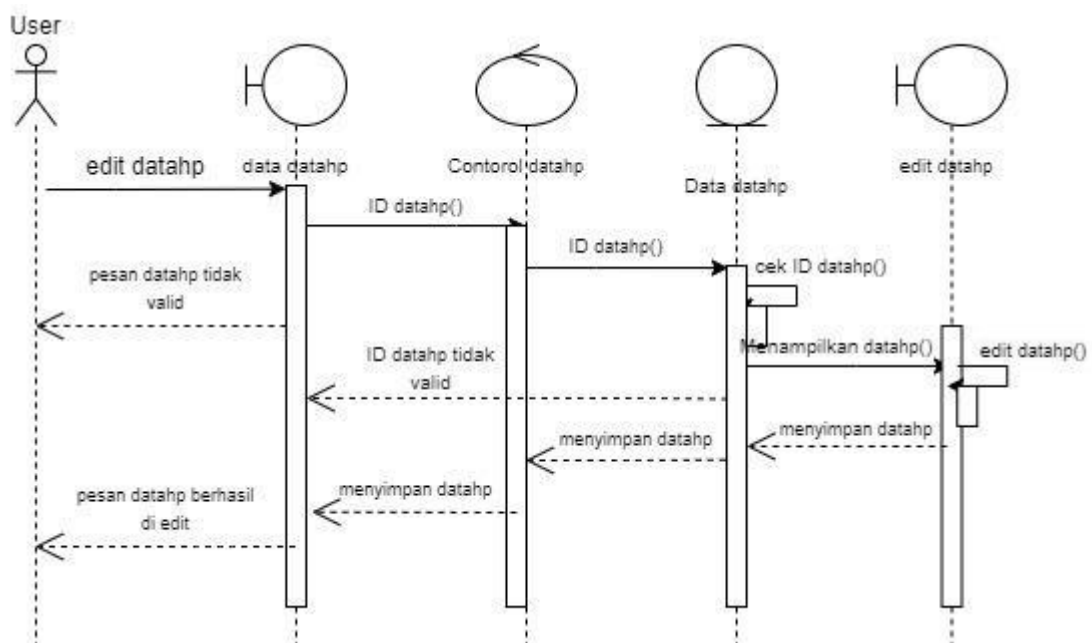 User
edit datahp
data datahp
Contorol datahp
Data datahp
edit datahp
ID datahp()
ID datahp()
cek ID datahp()
pesan datahp tidak
valid
Menampilkan datahp()
edit datahp()
ID datahp tidak
valid
menyimpan datahp
menyimpan datahp
menyimpan datahp
pesan datahp berhasil
di edit